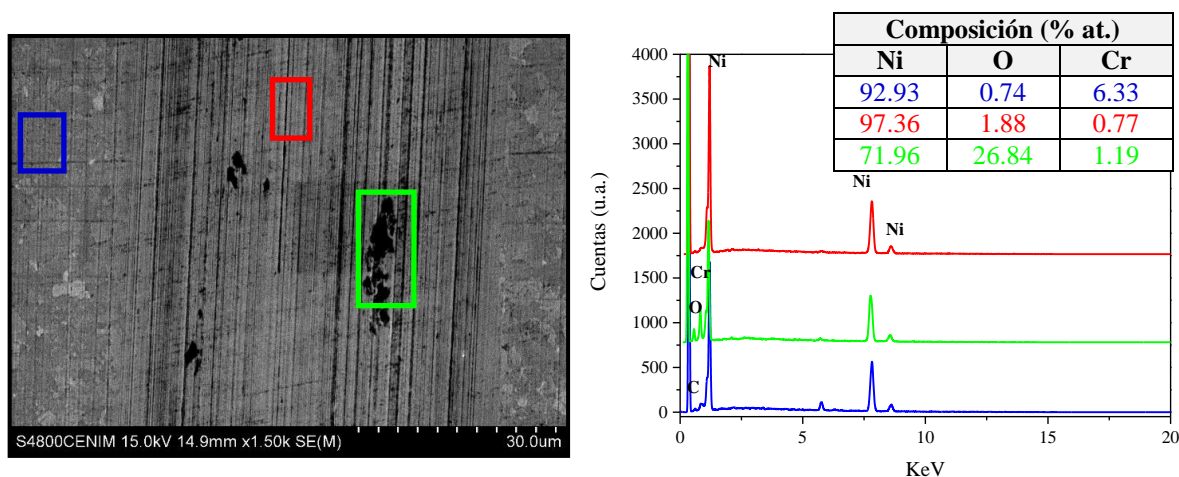 S4800CENIM 15.0kV 14.9mm x1.50k SE(M) 30.0um
Composición (% at.)
Ni O Cr
92.93 0.74 6.33
97.36 1.88 0.77
71.96 26.84 1.19
4000
3500
3000
2500
2000
1500
1000
500
0
Cuentas (u.a.)
Ni
Ni
Ni
Cr
O
C
0 5 10 15 20
KeV